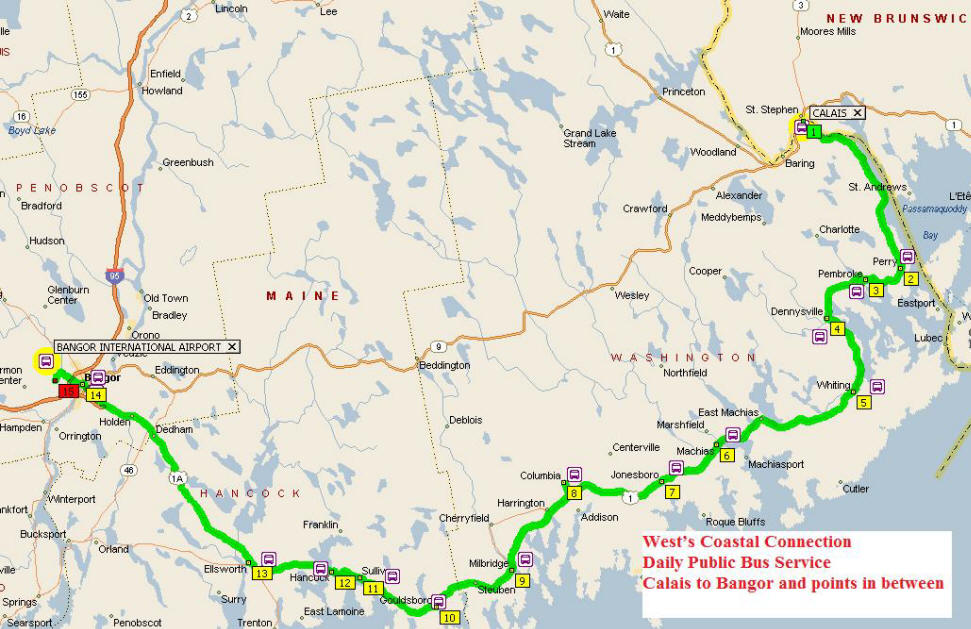 Lincoln
Lee
2
Waite
3
NEW BRUNSWIC
Moores Mills
1
Enfield
Howland
155
16
Boyd Lake
Princeton
St. Stephen
CALAIS ×
1
1
Grand Lake
Stream
Woodland
Baring
Greenbush
PENOBSCOT
Bradford
Alexander
St. Andrews
L'Etê
Crawford
Meddybemps
Passamaquoddy
Bay
Charlotte
Hudson
Perry
2
95
Cooper
Pembroke
3
Glenburn
Center
Old Town
MAINE
Wesley
Eastport
Bradley
Dennysville
4
Orono
Lubec
BANGOR INTERNATIONAL AIRPORT ×
9
WASHINGTON
Beddington
Northfield
Eddington
Bangor
15
14
Whiting
5
Holden
Hampden
Orrington
Dedham
Deblois
East Machias
Marshfield
Centerville
Machias
6
Machiasport
46
1A
Columbia
Jonesboro
8
7
1
Cutler
HANCOCK
Winterport
Harrington
Addison
Cherryfield
Roque Bluffs
Franklin
Bucksport
Orland
Milbridge
9
Ellsworth
13
Hancock
12
Sulliv
11
Steuben
Gouldsboro
10
Surry
East Lamoine
Springs
Searsport
Penobscot
Trenton
West's Coastal Connection
Daily Public Bus Service
Calais to Bangor and points in between